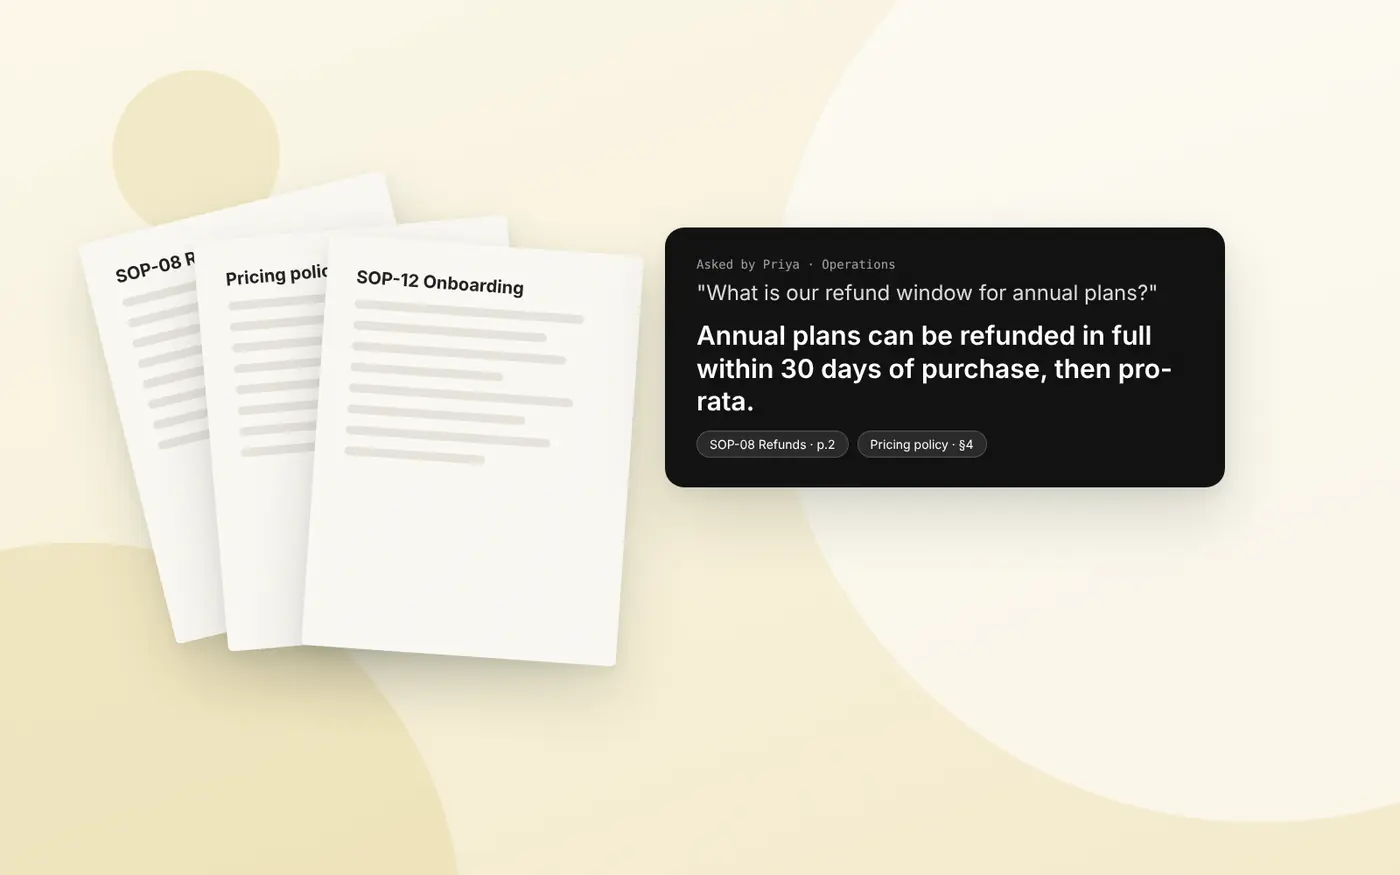 SOP-08 R
Pricing polic
SOP-12 Onboarding
Asked by Priya · Operations
"What is our refund window for annual plans?"
Annual plans can be refunded in full
within 30 days of purchase, then pro-
rata.
SOP-08 Refunds · p.2
Pricing policy · §4